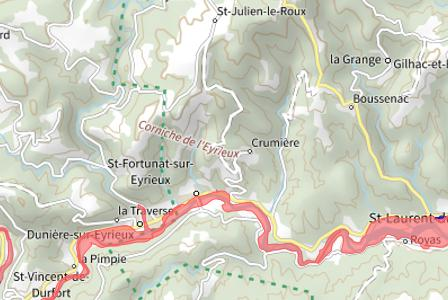 St-Julien-le-Roux
rd
la Grange
Gilhac-et-
Boussenac
Corniche de l'Eyrieux
Crumière
St-Fortunat-sur-
Eyrieux
la Traverse
St-Laurent-d
Dunière-sur-Eyrieux
Royas
la Pimpie
St-Vincent-de-
Durfort